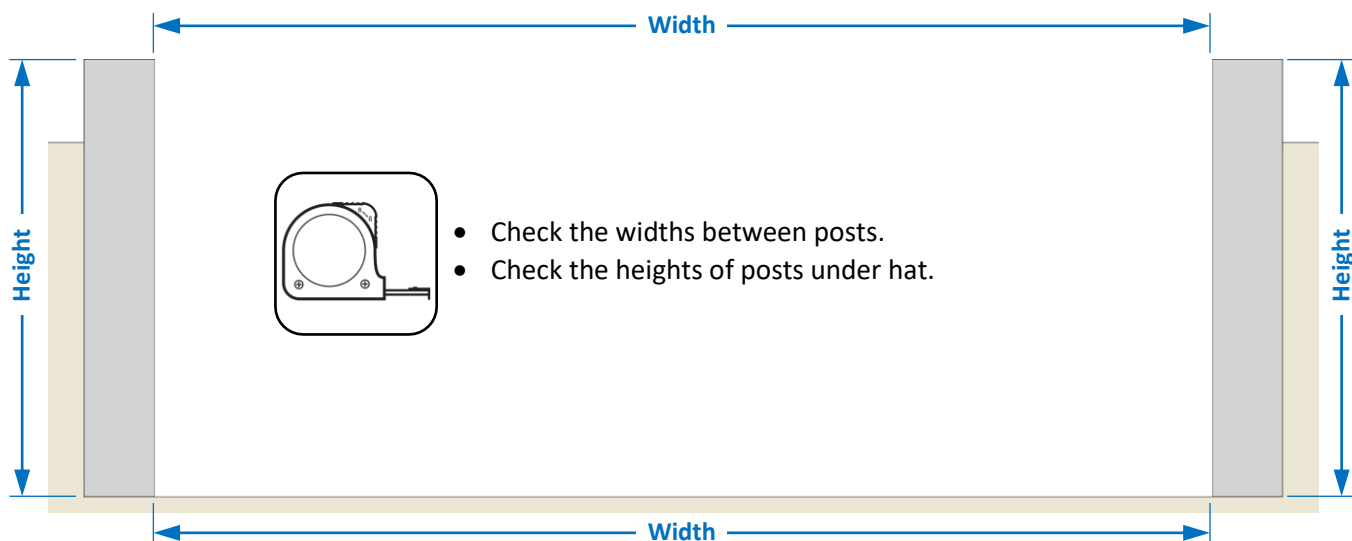 Width
Height
• Check the widths between posts.
• Check the heights of posts under hat.
Height
Width